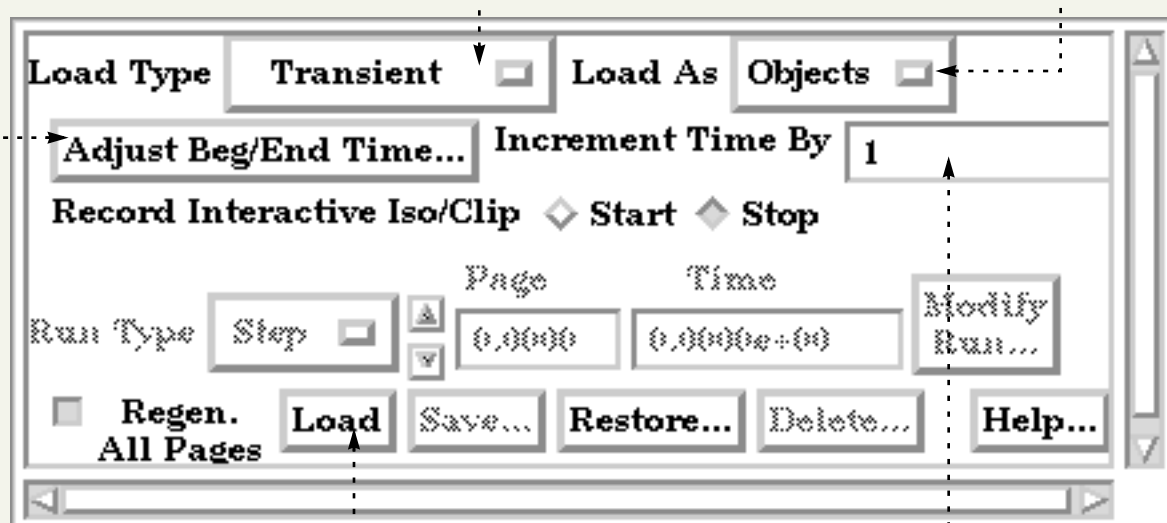 Load Type Transient Load As Objects
Adjust Beg/End Time... Increment Time By 1
Record Interactive Iso/Clip Start Stop
Page Time
Run Type Step 0.0000 0.0000e+00 Modify Run...
Regen. All Pages Load Save... Restore... Delete... Help...